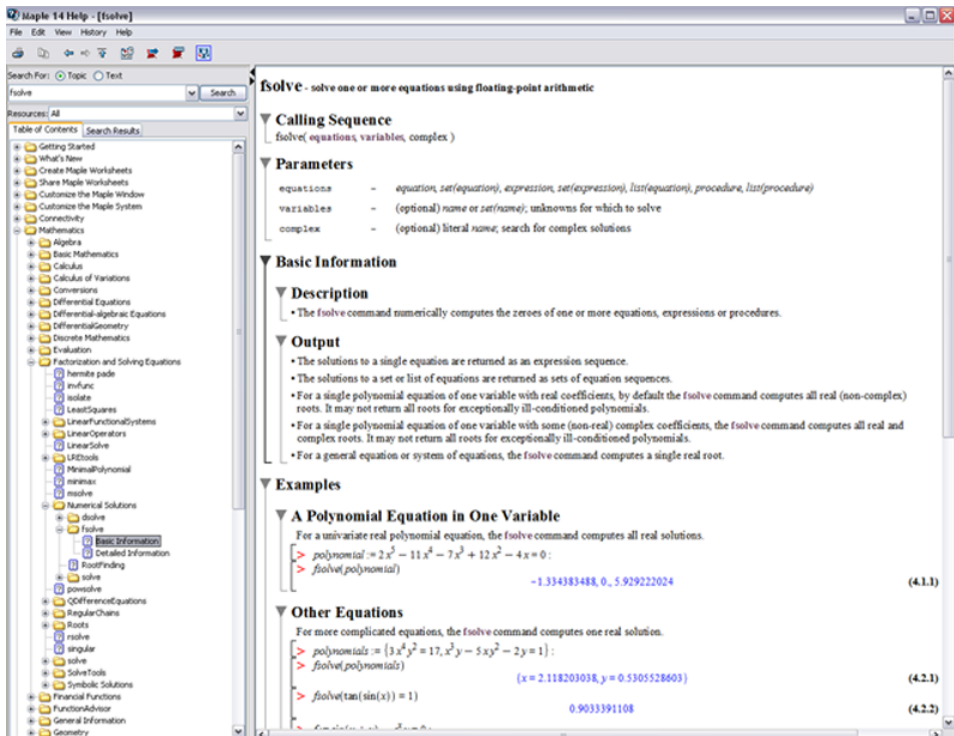 Maple 14 Help - [fsolve]
File Edit View History Help
Search For: Topic Text
fsolve Search
Resources: All
Table of Contents Search Results
Getting Started
What's New
Create Maple Worksheets
Share Maple Worksheets
Customize the Maple Window
Customize the Maple System
Connectivity
Mathematics
Algebra
Basic Mathematics
Calculus
Calculus of Variations
Conversions
Differential Equations
Differential-algebraic Equations
DifferentialGeometry
Discrete Mathematics
Evaluation
Factorization and Solving Equations
hermite pade
invfunc
isolate
LeastSquares
LinearFunctionalSystems
LinearOperators
LinearSolve
LREtools
MinimalPolynomial
minimax
msolve
Numerical Solutions
dsolve
fsolve
Basic Information
Detailed Information
RootFinding
solve
powsolve
QDifferenceEquations
RegularChains
Roots
rsolve
singular
solve
SolveTools
Symbolic Solutions
Financial Functions
FunctionAdvisor
General Information
Geometry
fsolve - solve one or more equations using floating-point arithmetic
Calling Sequence
fsolve( equations, variables, complex )
Parameters
equations - equation, set(equation), expression, set(expression), list(equation), procedure, list(procedure)
variables - (optional) name or set(name); unknowns for which to solve
complex - (optional) literal name; search for complex solutions
Basic Information
Description
• The fsolve command numerically computes the zeroes of one or more equations, expressions or procedures.
Output
• The solutions to a single equation are returned as an expression sequence.
• The solutions to a set or list of equations are returned as sets of equation sequences.
• For a single polynomial equation of one variable with real coefficients, by default the fsolve command computes all real (non-complex)
roots. It may not return all roots for exceptionally ill-conditioned polynomials.
• For a single polynomial equation of one variable with some (non-real) complex coefficients, the fsolve command computes all real and
complex roots. It may not return all roots for exceptionally ill-conditioned polynomials.
• For a general equation or system of equations, the fsolve command computes a single real root.
Examples
A Polynomial Equation in One Variable
For a univariate real polynomial equation, the fsolve command computes all real solutions.
> polynomial := 2 x⁵ − 11 x⁴ − 7 x³ + 12 x² − 4 x = 0 :
> fsolve(polynomial)
−1.334383488, 0., 5.929222024 (4.1.1)
Other Equations
For more complicated equations, the fsolve command computes one real solution.
> polynomials := {3 x⁴ y² = 17, x³ y − 5 x y² − 2 y = 1} :
> fsolve(polynomials)
{x = 2.118203038, y = 0.5305528603} (4.2.1)
> fsolve(tan(sin(x)) = 1)
0.9033391108 (4.2.2)